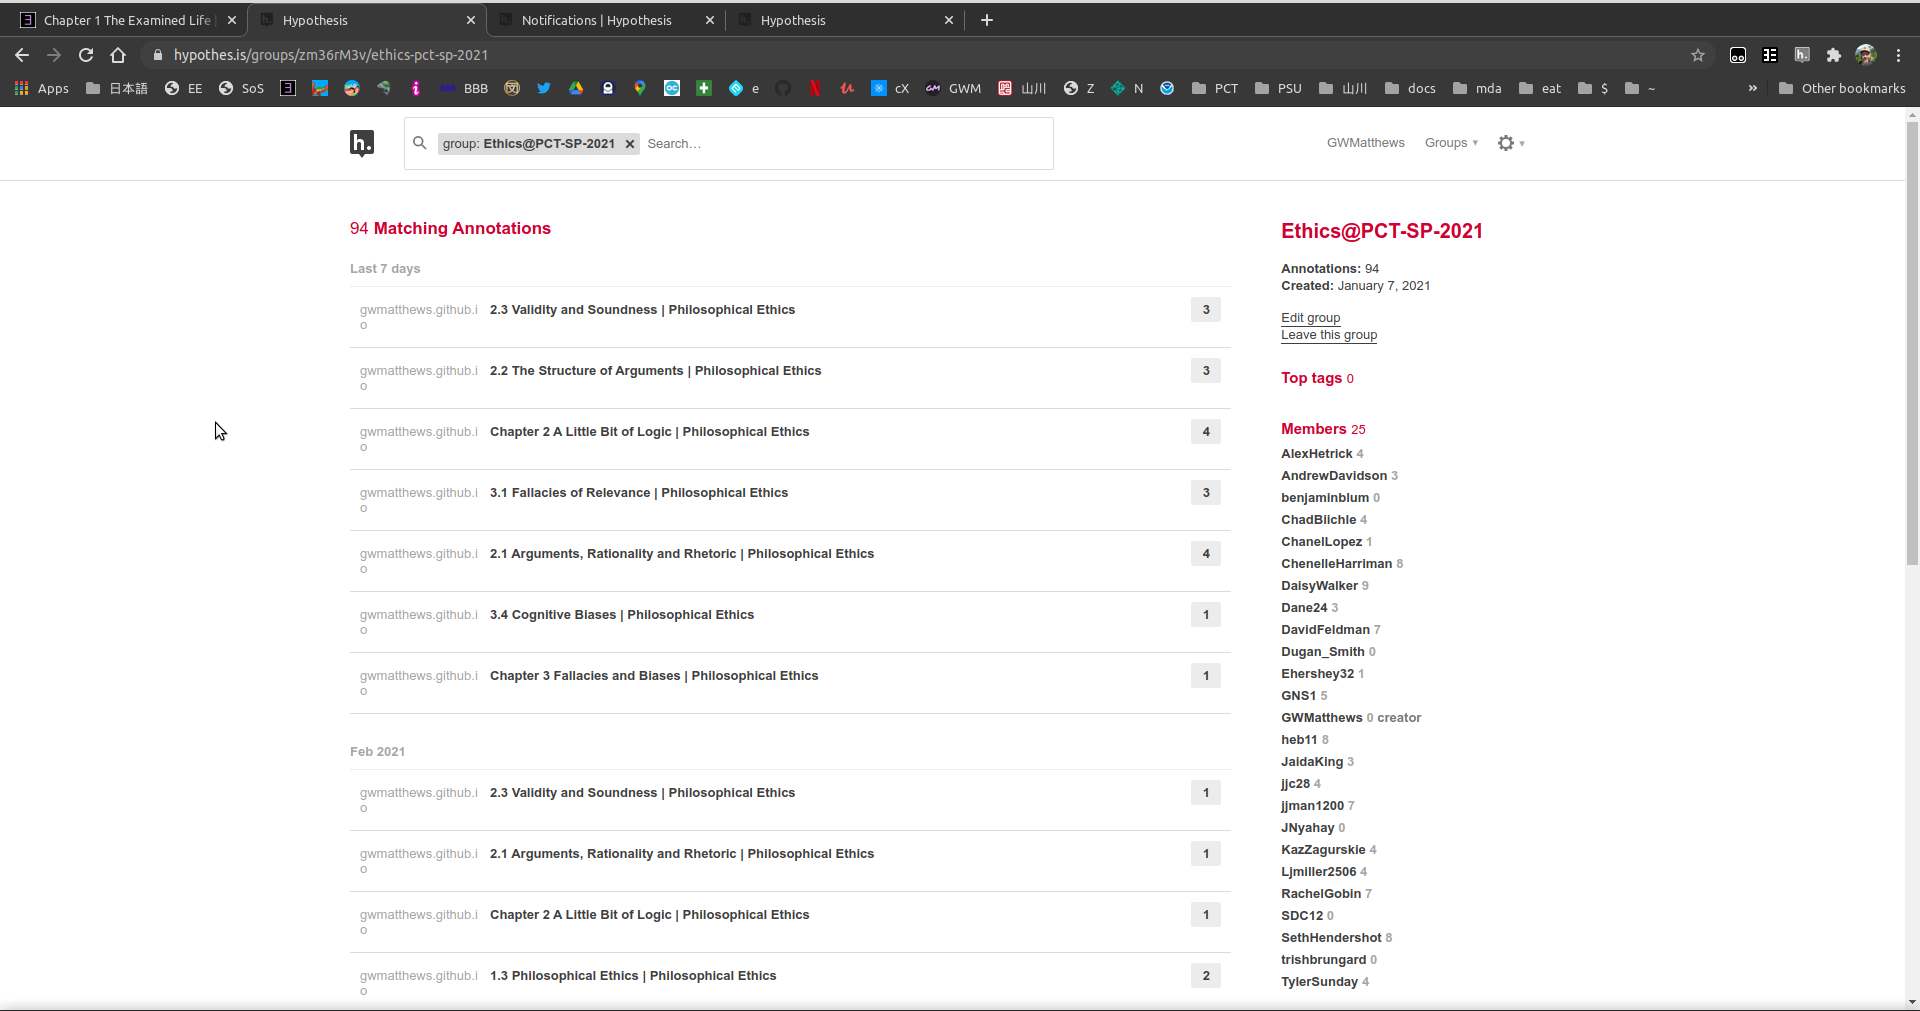 Chapter 1 The Examined Life
Hypothesis
Notifications | Hypothesis
Hypothesis
hypothes.is/groups/zm36rM3v/ethics-pct-sp-2021
Apps
日本語
EE
SoS
BBB
e
cX
GWM
山川
Z
N
PCT
PSU
山川
docs
mda
eat
$
~
»
Other bookmarks
h.
group: Ethics@PCT-SP-2021
Search…
GWMatthews
Groups
94 Matching Annotations
Last 7 days
gwmatthews.github.i
o
2.3 Validity and Soundness | Philosophical Ethics
3
gwmatthews.github.i
o
2.2 The Structure of Arguments | Philosophical Ethics
3
gwmatthews.github.i
o
Chapter 2 A Little Bit of Logic | Philosophical Ethics
4
gwmatthews.github.i
o
3.1 Fallacies of Relevance | Philosophical Ethics
3
gwmatthews.github.i
o
2.1 Arguments, Rationality and Rhetoric | Philosophical Ethics
4
gwmatthews.github.i
o
3.4 Cognitive Biases | Philosophical Ethics
1
gwmatthews.github.i
o
Chapter 3 Fallacies and Biases | Philosophical Ethics
1
Feb 2021
gwmatthews.github.i
o
2.3 Validity and Soundness | Philosophical Ethics
1
gwmatthews.github.i
o
2.1 Arguments, Rationality and Rhetoric | Philosophical Ethics
1
gwmatthews.github.i
o
Chapter 2 A Little Bit of Logic | Philosophical Ethics
1
gwmatthews.github.i
o
1.3 Philosophical Ethics | Philosophical Ethics
2
Ethics@PCT-SP-2021
Annotations: 94
Created: January 7, 2021
Edit group
Leave this group
Top tags 0
Members 25
AlexHetrick 4
AndrewDavidson 3
benjaminblum 0
ChadBiichle 4
ChanelLopez 1
ChenelleHarriman 8
DaisyWalker 9
Dane24 3
DavidFeldman 7
Dugan_Smith 0
Ehershey32 1
GNS1 5
GWMatthews 0 creator
heb11 8
JaidaKing 3
jjc28 4
jjman1200 7
JNyahay 0
KazZagurskie 4
Ljmiller2506 4
RachelGobin 7
SDC12 0
SethHendershot 8
trishbrungard 0
TylerSunday 4